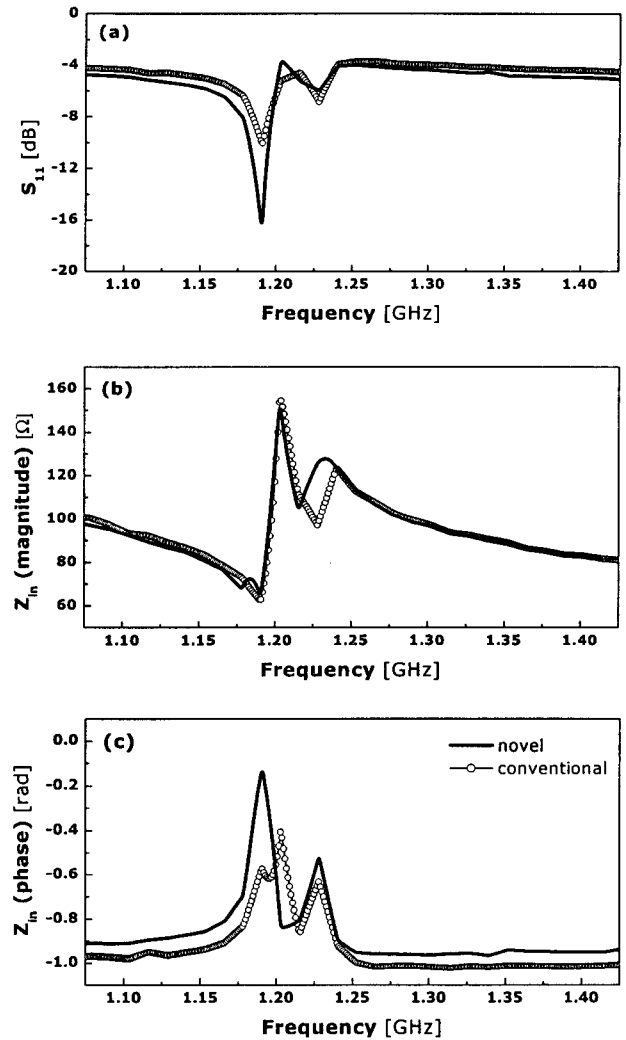 (a)
0
-4
-8
-12
-16
-20
S11 [dB]
1.10 1.15 1.20 1.25 1.30 1.35 1.40
Frequency [GHz]
(b)
160
140
120
100
80
60
Zin (magnitude) [Ω]
1.10 1.15 1.20 1.25 1.30 1.35 1.40
Frequency [GHz]
(c)
novel
conventional
0.0
-0.2
-0.4
-0.6
-0.8
-1.0
Zin (phase) [rad]
1.10 1.15 1.20 1.25 1.30 1.35 1.40
Frequency [GHz]